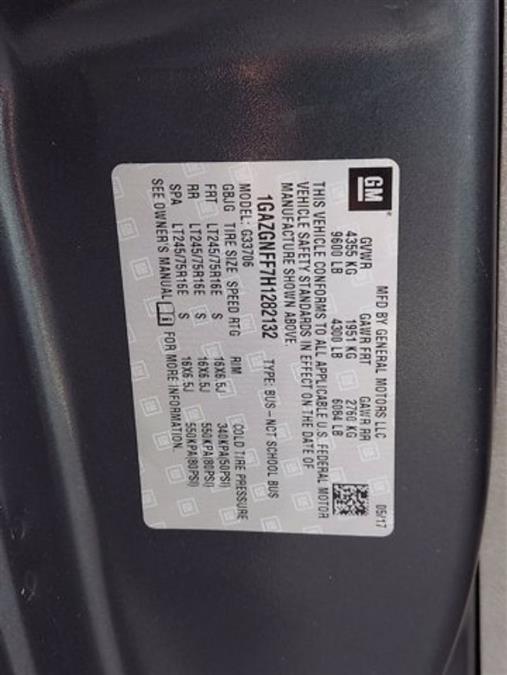 GM
MFD BY GENERAL MOTORS LLC 05/17
GVWR GAWR FRT GAWR RR
4355 KG 1951 KG 2760 KG
9600 LB 4300 LB 6084 LB
THIS VEHICLE CONFORMS TO ALL APPLICABLE U.S. FEDERAL MOTOR
VEHICLE SAFETY STANDARDS IN EFFECT ON THE DATE OF
MANUFACTURE SHOWN ABOVE.
1GAZGNFF7H1282132 TYPE: BUS-NCT SCHOOL BUS
MODEL: G33706
GBJG TIRE SIZE SPEED RTG RIM COLD TIRE PRESSURE
FRT LT245/75R16E S 16X6.5J 340KPA(50PSI)
RR LT245/75R16E S 16X6.5J 550KPA(80PSI)
SPA LT245/75R16E S 16X6.5J 550KPA(80PSI)
SEE OWNER'S MANUAL FOR MORE INFORMATION.